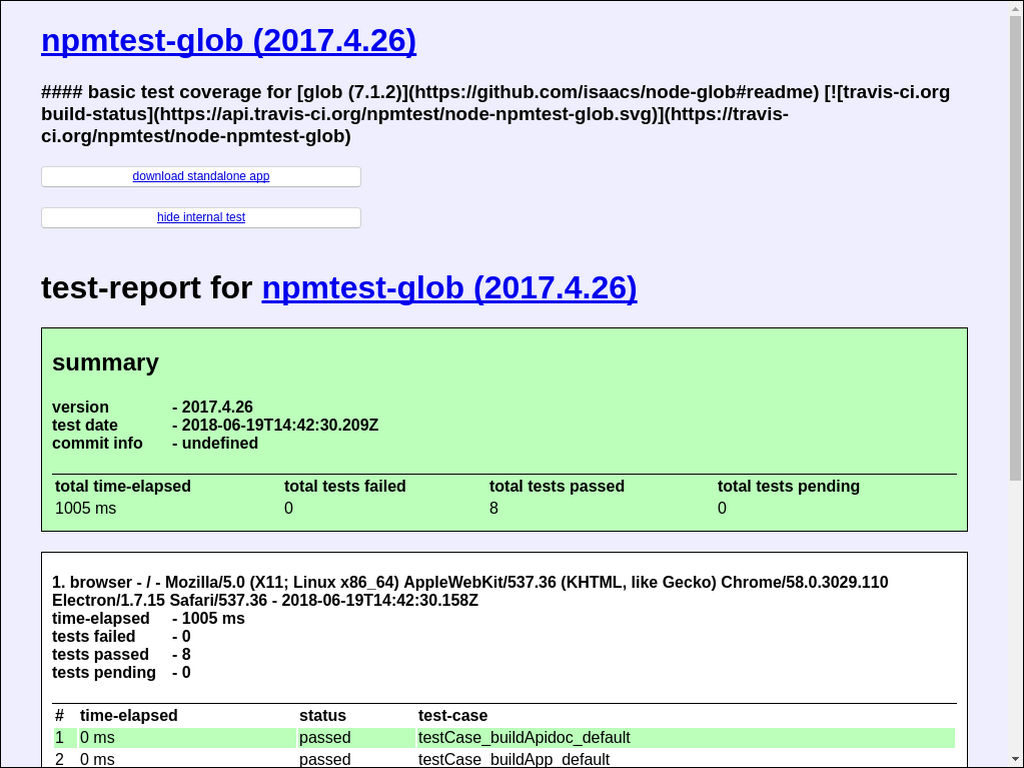 npmtest-glob (2017.4.26)
#### basic test coverage for [glob (7.1.2)](https://github.com/isaacs/node-glob#readme) [![travis-ci.org
build-status](https://api.travis-ci.org/npmtest/node-npmtest-glob.svg)](https://travis-
ci.org/npmtest/node-npmtest-glob)
download standalone app
hide internal test
test-report for npmtest-glob (2017.4.26)
summary
version - 2017.4.26
test date - 2018-06-19T14:42:30.209Z
commit info - undefined
total time-elapsed total tests failed total tests passed total tests pending
1005 ms 0 8 0
1. browser - / - Mozilla/5.0 (X11; Linux x86_64) AppleWebKit/537.36 (KHTML, like Gecko) Chrome/58.0.3029.110
Electron/1.7.15 Safari/537.36 - 2018-06-19T14:42:30.158Z
time-elapsed - 1005 ms
tests failed - 0
tests passed - 8
tests pending - 0
# time-elapsed status test-case
1 0 ms passed testCase_buildApidoc_default
2 0 ms passed testCase_buildApp_default